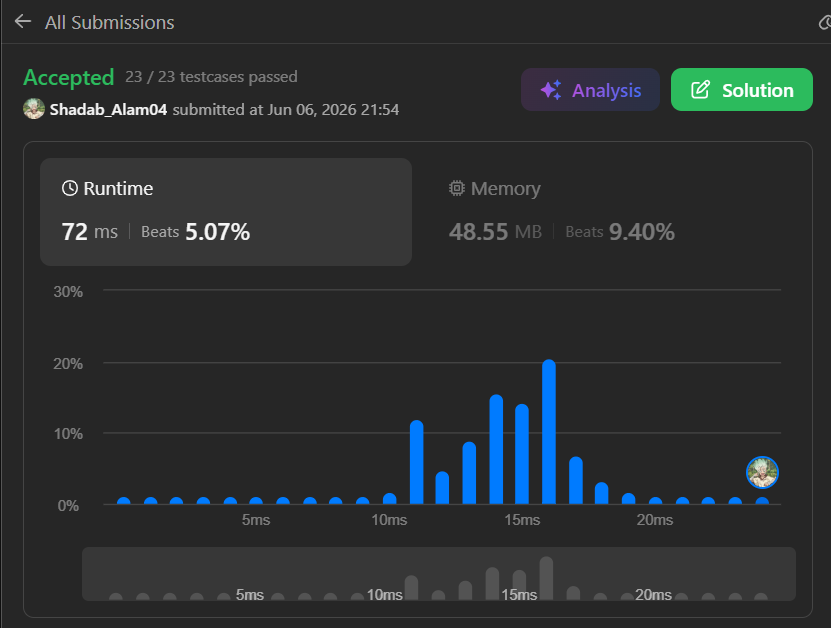 All Submissions
Accepted 23 / 23 testcases passed
Shadab_Alam04 submitted at Jun 06, 2026 21:54
Analysis
Solution
Runtime
72 ms Beats 5.07%
Memory
48.55 MB Beats 9.40%
30%
20%
10%
0%
5ms 10ms 15ms 20ms
5ms 10ms 15ms 20ms